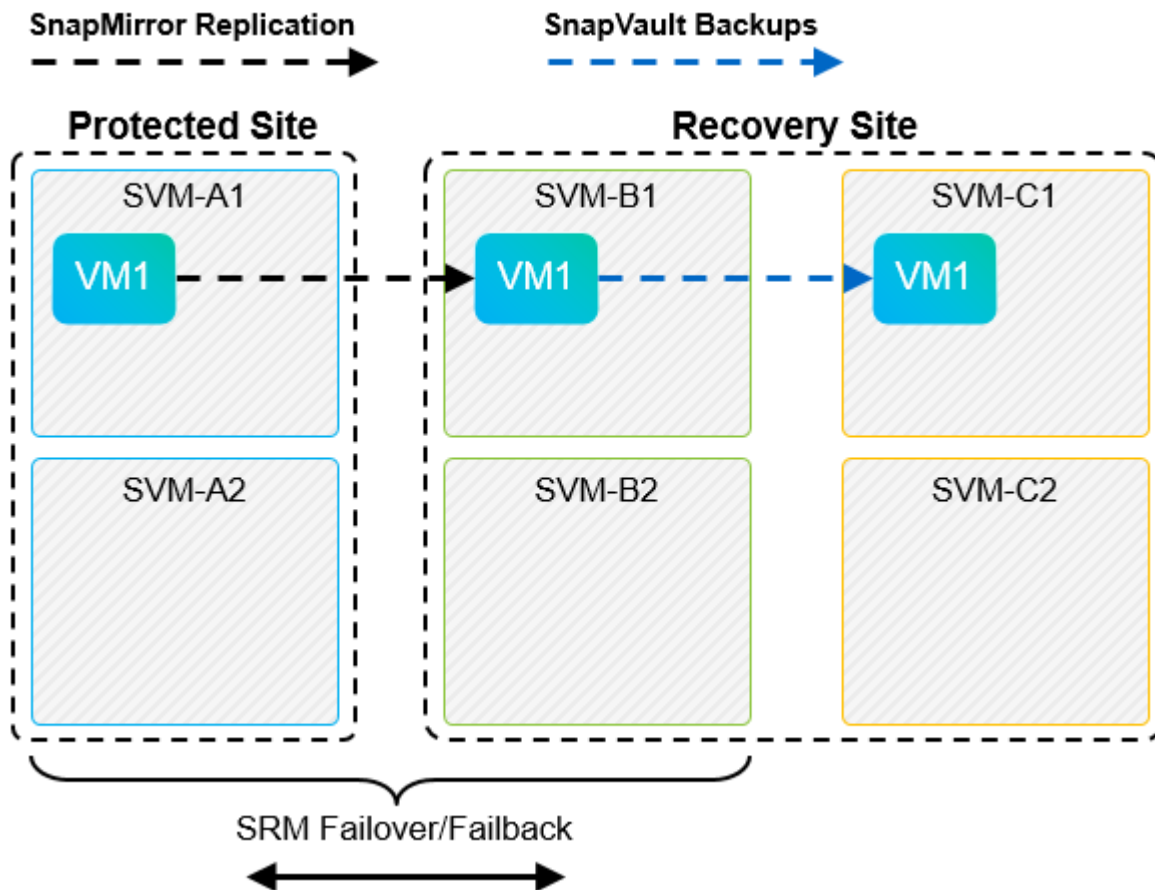 SnapMirror Replication
SnapVault Backups
Protected Site
Recovery Site
SVM-A1
SVM-B1
SVM-C1
VM1
VM1
VM1
SVM-A2
SVM-B2
SVM-C2
SRM Failover/Failback